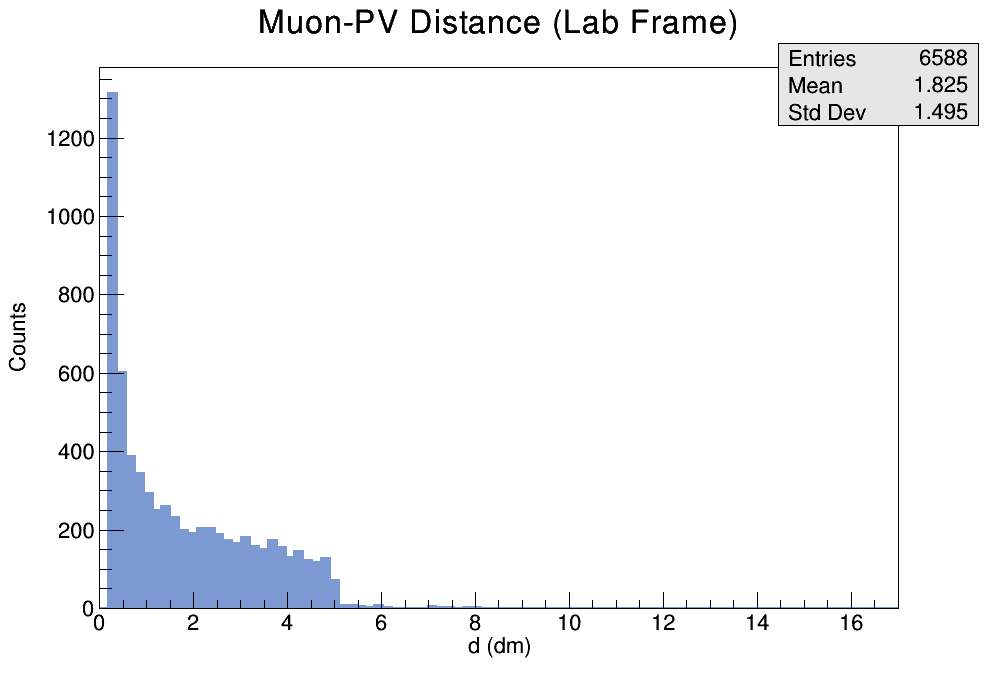 Muon-PV Distance (Lab Frame)
Entries 6588
Mean 1.825
Std Dev 1.495
Counts
1200
1000
800
600
400
200
0
0 2 4 6 8 10 12 14 16
d (dm)